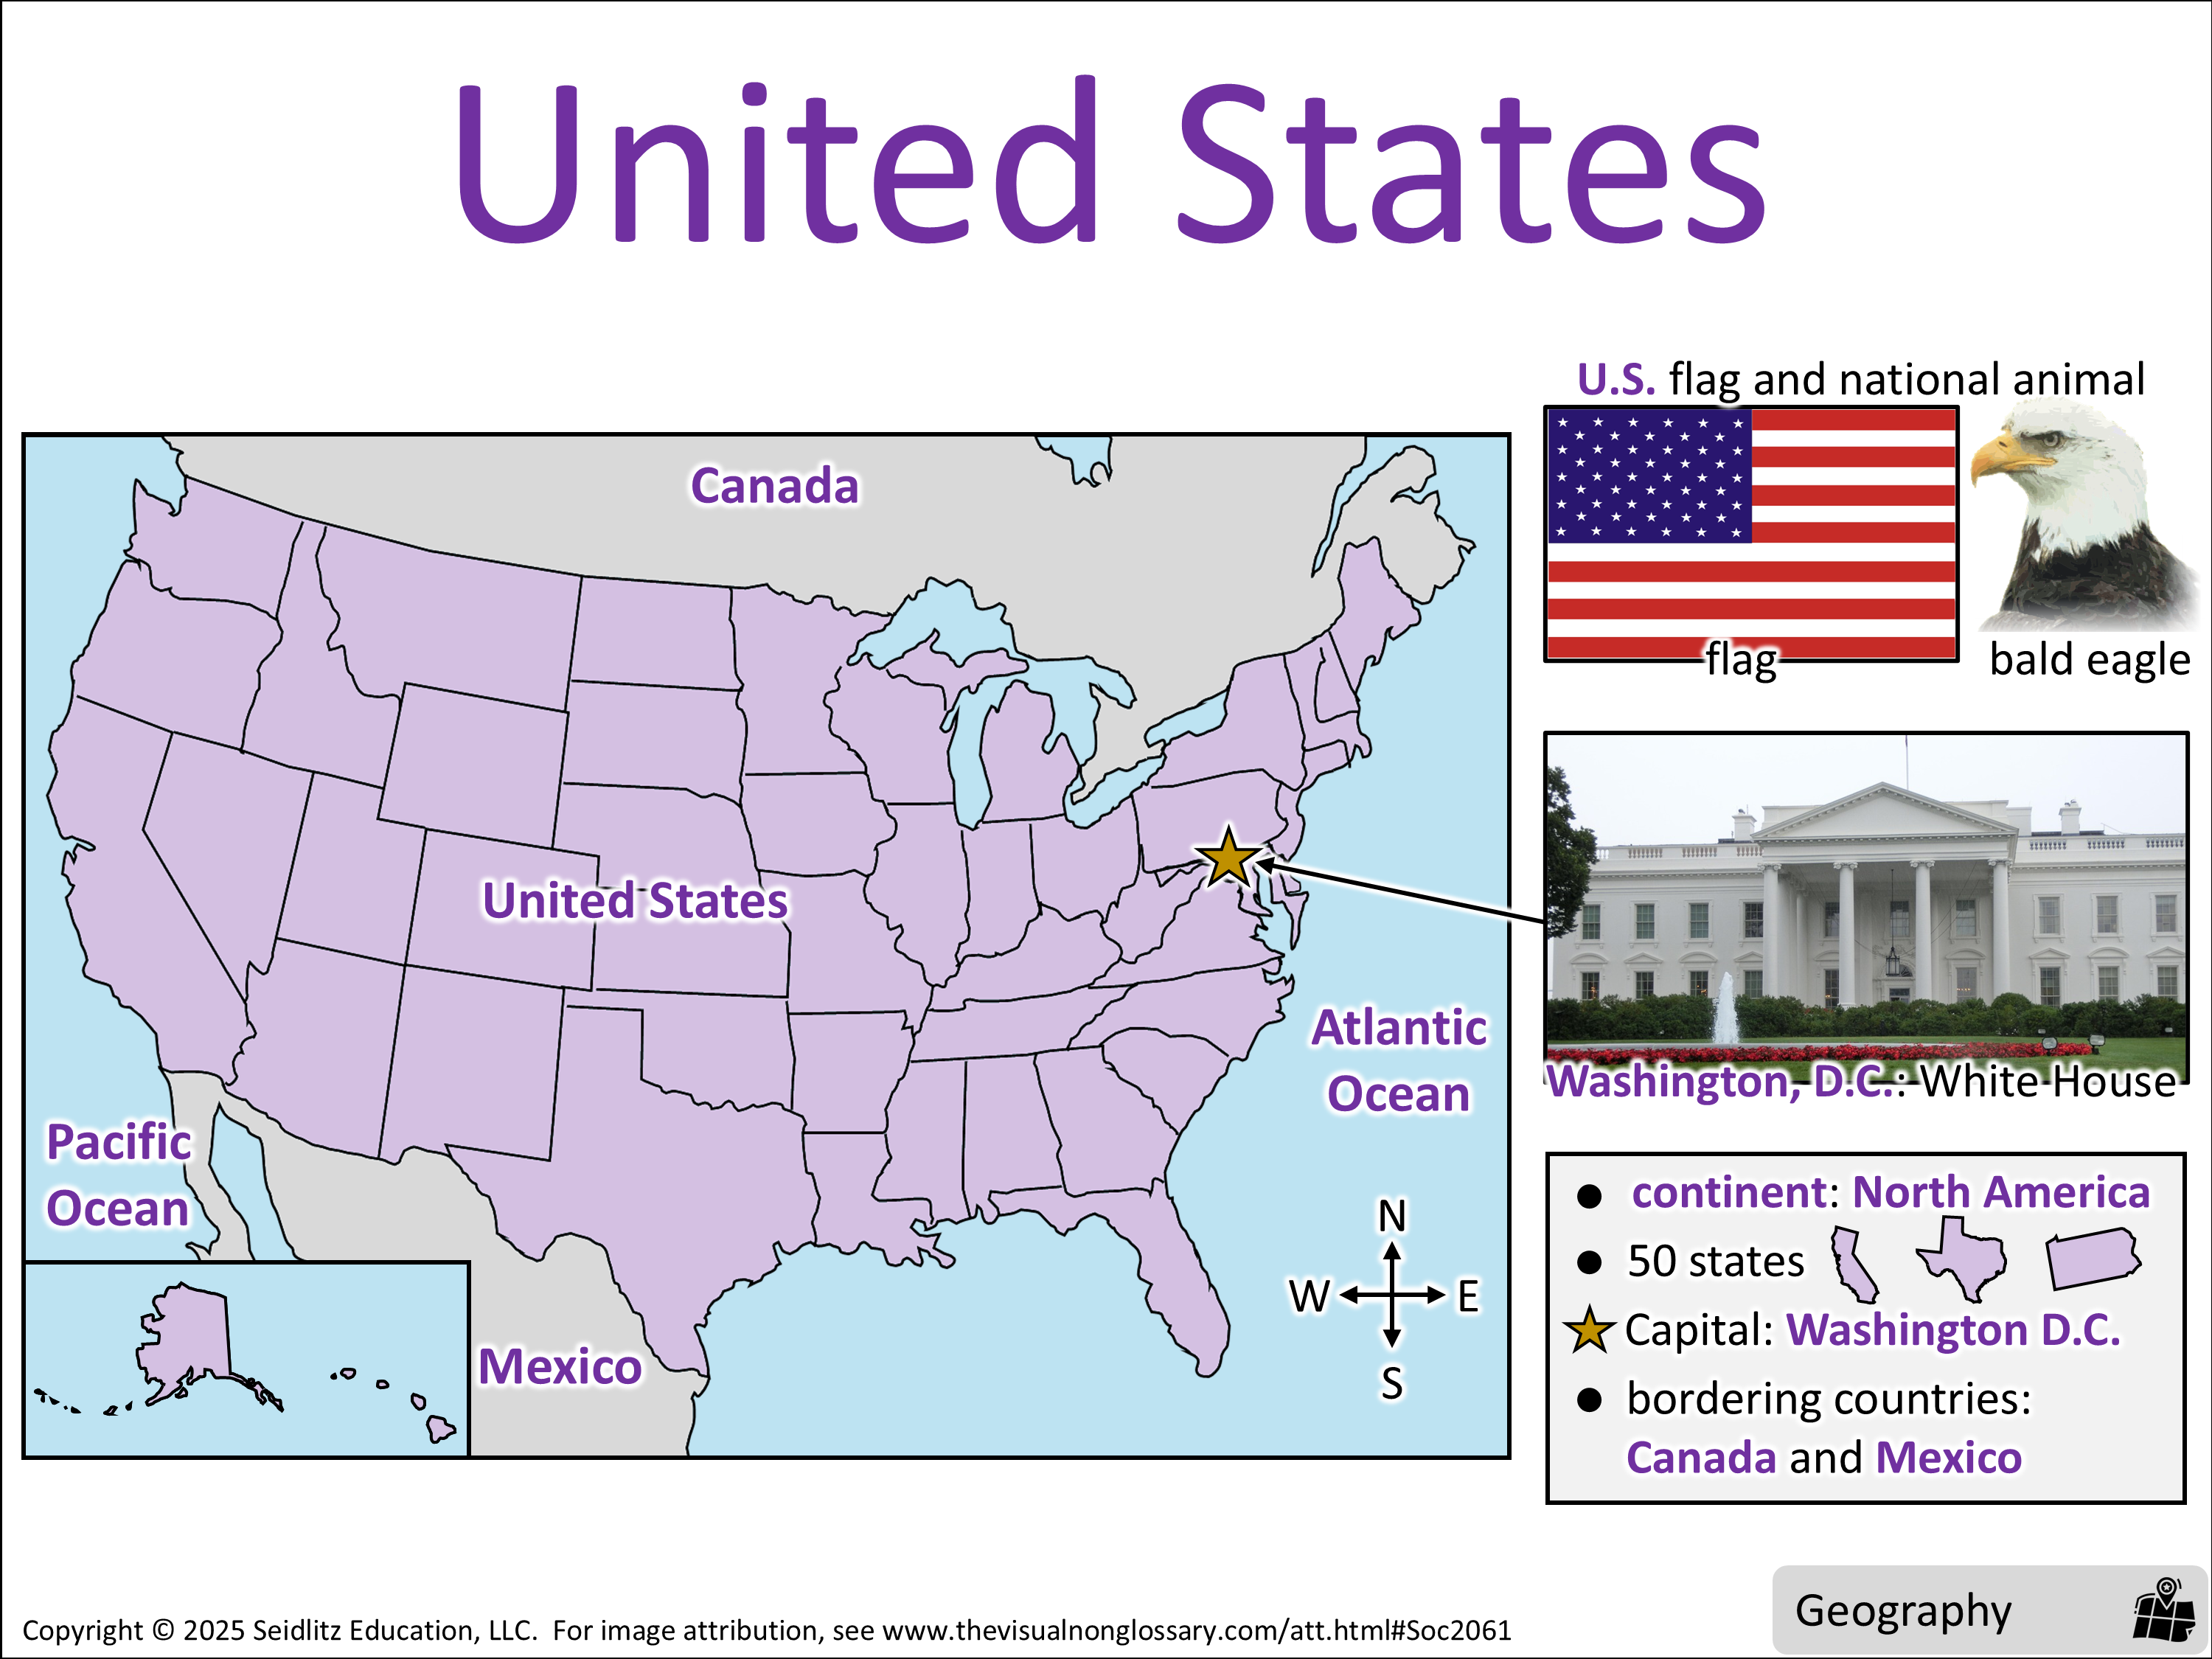 United States
U.S. flag and national animal
flag
bald eagle
Canada
United States
Atlantic
Ocean
Pacific
Ocean
Mexico
N
W
E
S
Washington, D.C.: White House
● continent: North America
● 50 states
Capital: Washington D.C.
● bordering countries:
Canada and Mexico
Geography
Copyright © 2025 Seidlitz Education, LLC.  For image attribution, see www.thevisualnonglossary.com/att.html#Soc2061